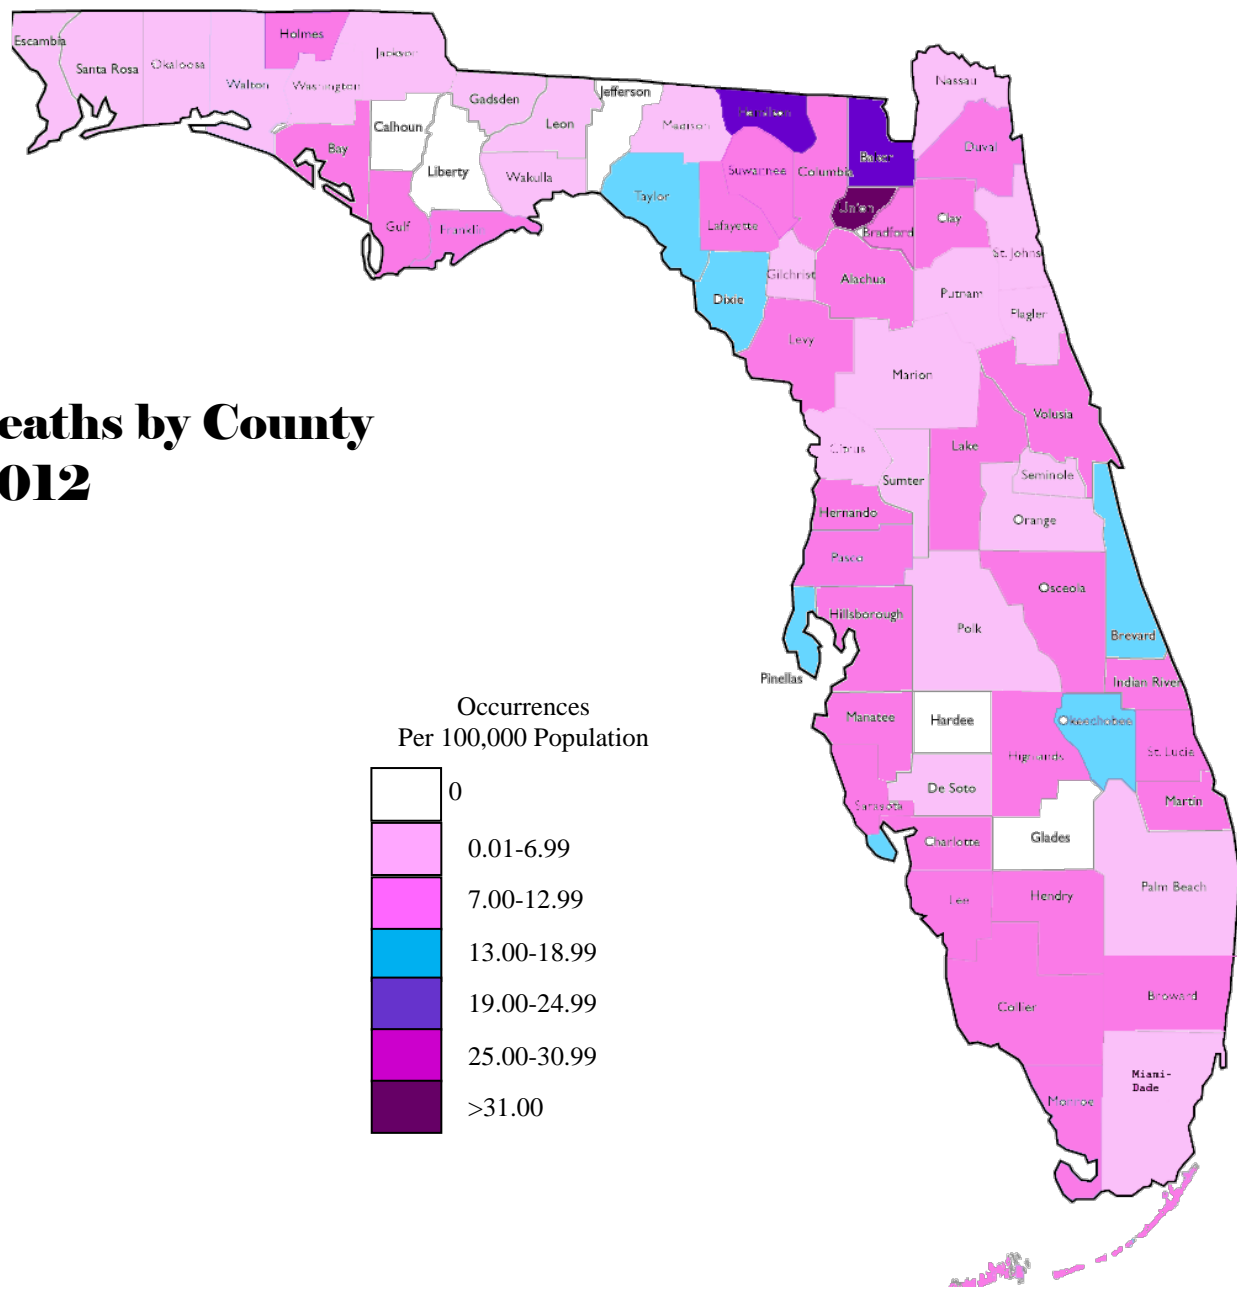 Escambia
Santa Rosa
Okaloosa
Walton
Holmes
Washington
Jackson
Bay
Calhoun
Gulf
Liberty
Franklin
Gadsden
Leon
Wakulla
Jefferson
Madison
Taylor
Hamilton
Suwannee
Lafayette
Dixie
Columbia
Gilchrist
Levy
Baker
Bradford
Alachua
Nassau
Duval
Clay
St. Johns
Putnam
Flagler
Marion
Volusia
Citrus
Sumter
Lake
Seminole
Orange
Hernando
Pasco
Pinellas
Hillsborough
Polk
Osceola
Brevard
Indian River
Manatee
Hardee
Highlands
Okeechobee
St. Lucie
Sarasota
De Soto
Martin
Charlotte
Glades
Lee
Hendry
Palm Beach
Collier
Broward
Monroe
Miami-
Dade
eaths by County
012
Occurrences
Per 100,000 Population
0
0.01-6.99
7.00-12.99
13.00-18.99
19.00-24.99
25.00-30.99
>31.00